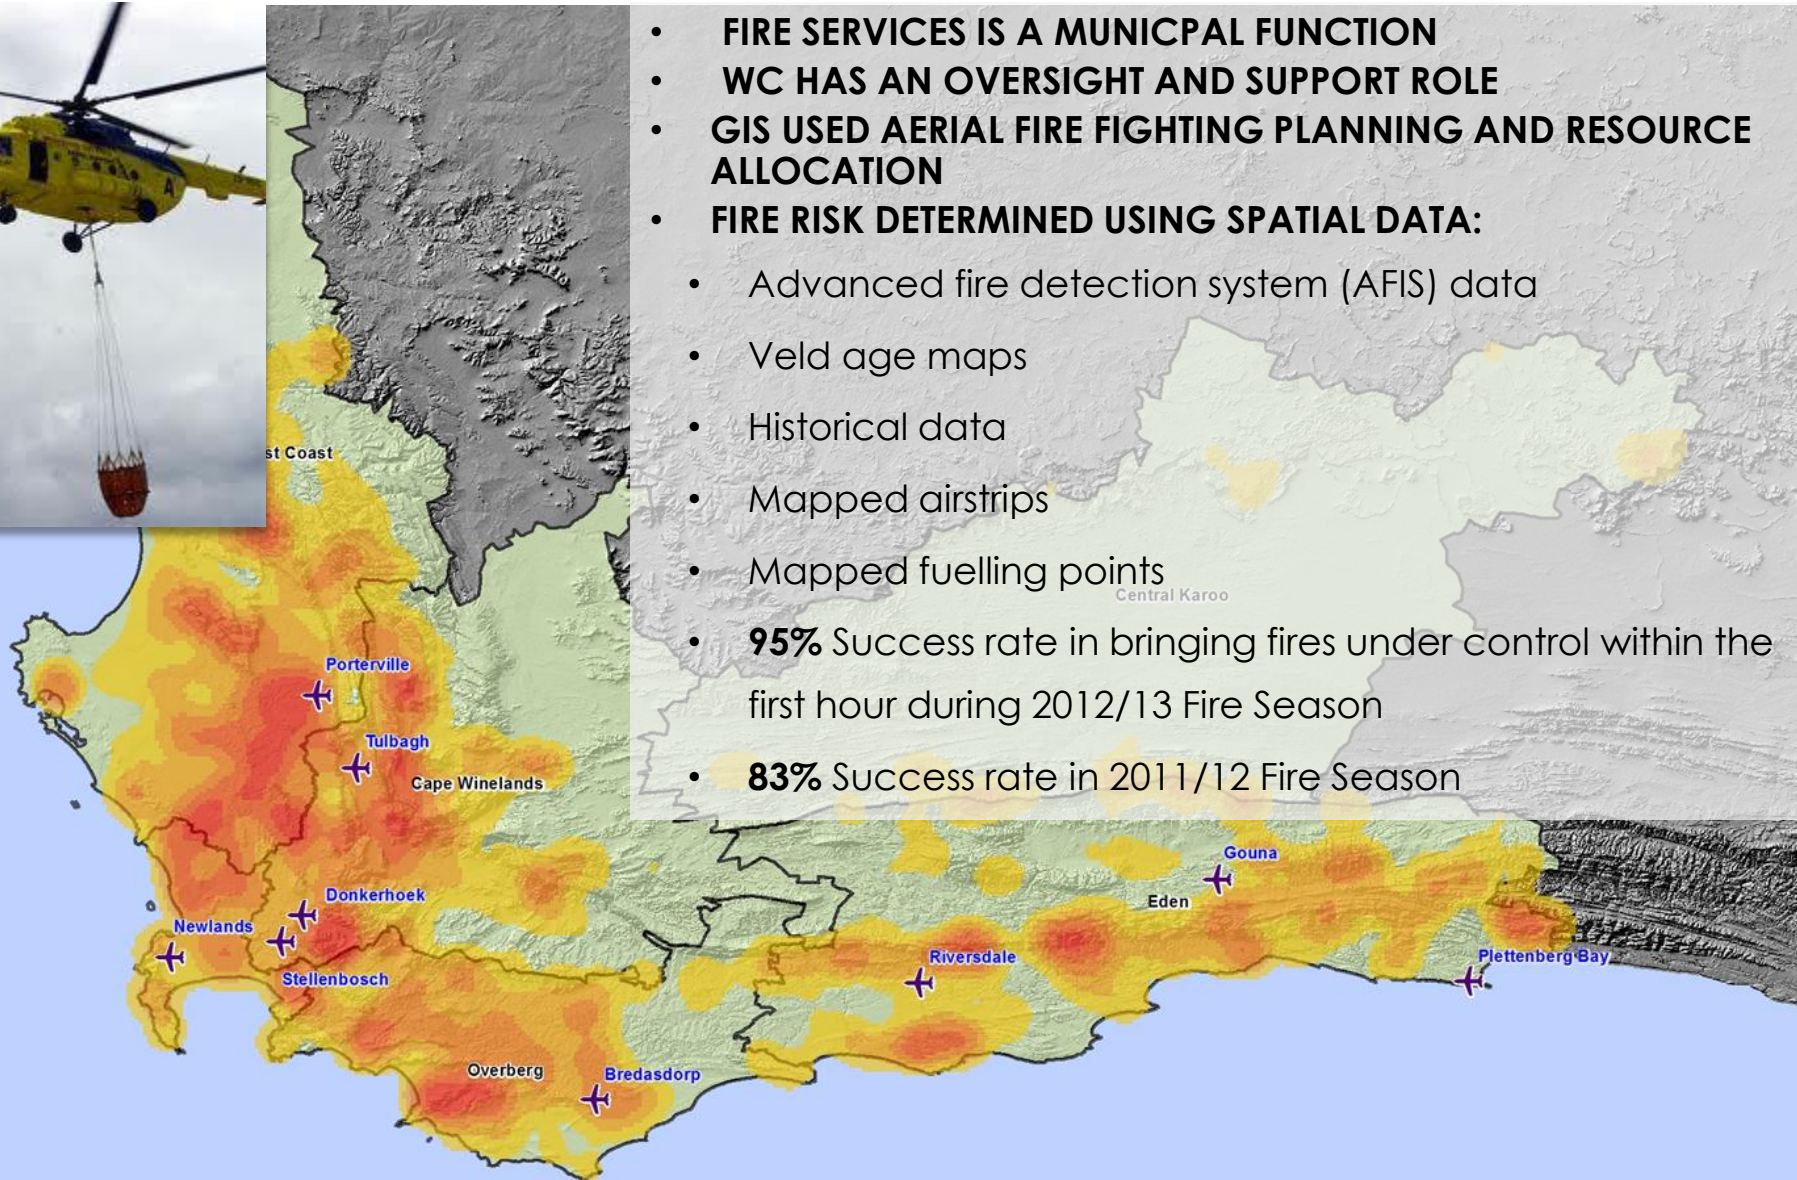 FIRE SERVICES IS A MUNICPAL FUNCTION
WC HAS AN OVERSIGHT AND SUPPORT ROLE
GIS USED AERIAL FIRE FIGHTING PLANNING AND RESOURCE
ALLOCATION
FIRE RISK DETERMINED USING SPATIAL DATA:
Advanced fire detection system (AFIS) data
Veld age maps
Historical data
Mapped airstrips
Mapped fuelling points
95% Success rate in bringing fires under control within the
first hour during 2012/13 Fire Season
83% Success rate in 2011/12 Fire Season
st Coast
Central Karoo
Porterville
Tulbagh
Cape Winelands
Gouna
Donkerhoek
Eden
Newlands
Riversdale
Plettenberg Bay
Stellenbosch
Overberg
Bredasdorp
A